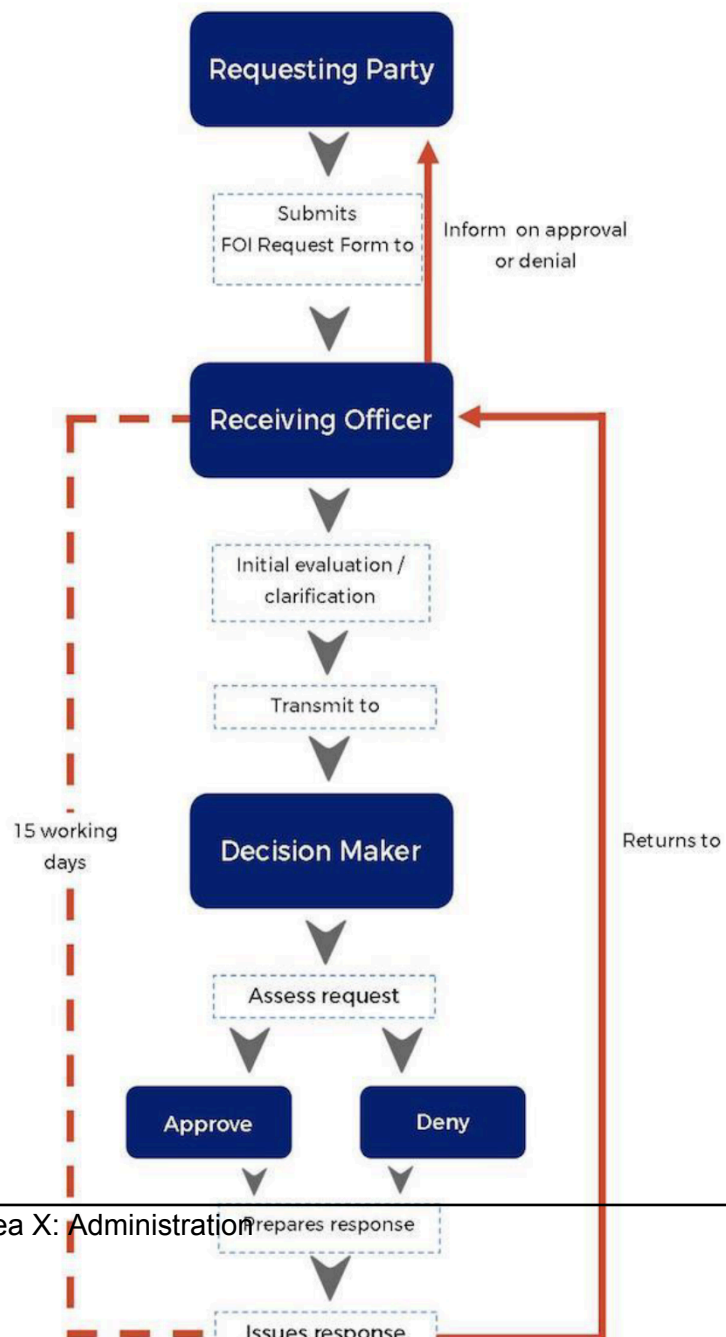 Requesting Party
Submits
FOI Request Form to
Inform on approval
or denial
Receiving Officer
Initial evaluation /
clarification
Transmit to
15 working
days
Decision Maker
Returns to
Assess request
Approve
Deny
ea X: Administration
Prepares response
Issues response